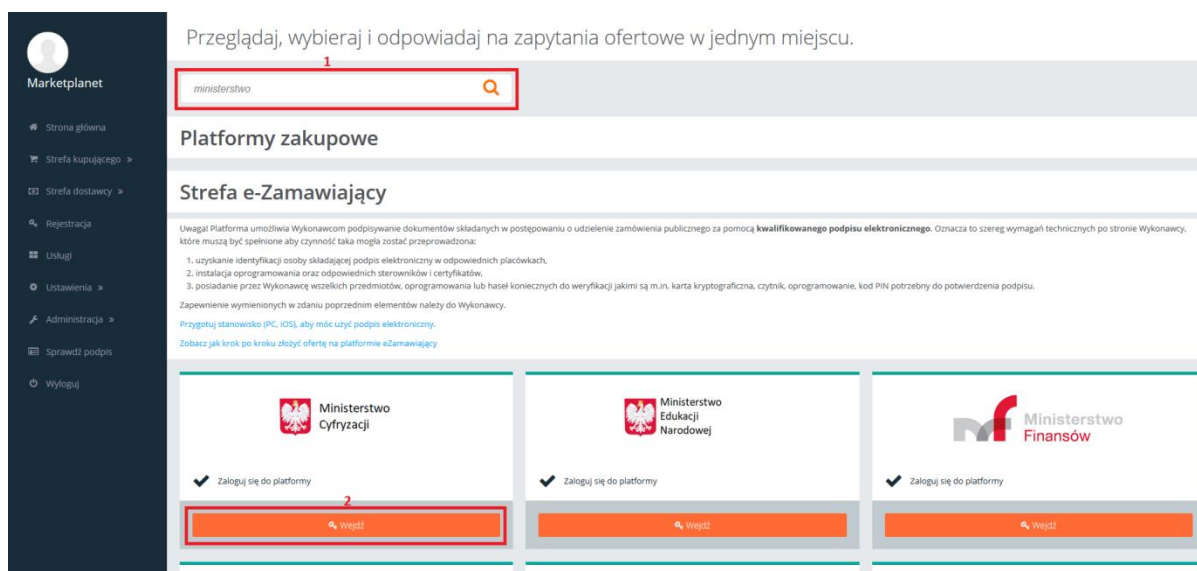 Przeglądaj, wybieraj i odpowiadaj na zapytania ofertowe w jednym miejscu.
1
Marketplanet
ministerstwo
Strona główna
Strefa kupującego »
Strefa dostawcy »
Rejestracja
Usługi
Ustawienia »
Administracja »
Sprawdź podpis
Wyloguj
Platformy zakupowe
Strefa e-Zamawiający
Uwaga! Platforma umożliwia Wykonawcom podpisywanie dokumentów składanych w postępowaniu o udzielenie zamówienia publicznego za pomocą kwalifikowanego podpisu elektronicznego. Oznacza to szereg wymagań technicznych po stronie Wykonawcy,
które muszą być spełnione aby czynność taka mogła zostać przeprowadzona:
1. uzyskanie identyfikacji osoby składającej podpis elektroniczny w odpowiednich placówkach,
2. instalacja oprogramowania oraz odpowiednich sterowników i certyfikatów,
3. posiadanie przez Wykonawcę wszelkich przedmiotów, oprogramowania lub haseł koniecznych do weryfikacji jakimi są m.in. karta kryptograficzna, czytnik, oprogramowanie, kod PIN potrzebny do potwierdzenia podpisu.
Zapewnienie wymienionych w zdaniu poprzednim elementów należy do Wykonawcy.
Przygotuj stanowisko (PC, iOS), aby móc użyć podpis elektroniczny.
Zobacz jak krok po kroku złożyć ofertę na platformie eZamawiający
Ministerstwo
Cyfryzacji
Zaloguj się do platformy
2
Wejdź
Ministerstwo
Edukacji
Narodowej
Zaloguj się do platformy
Wejdź
mf Ministerstwo
Finansów
Zaloguj się do platformy
Wejdź